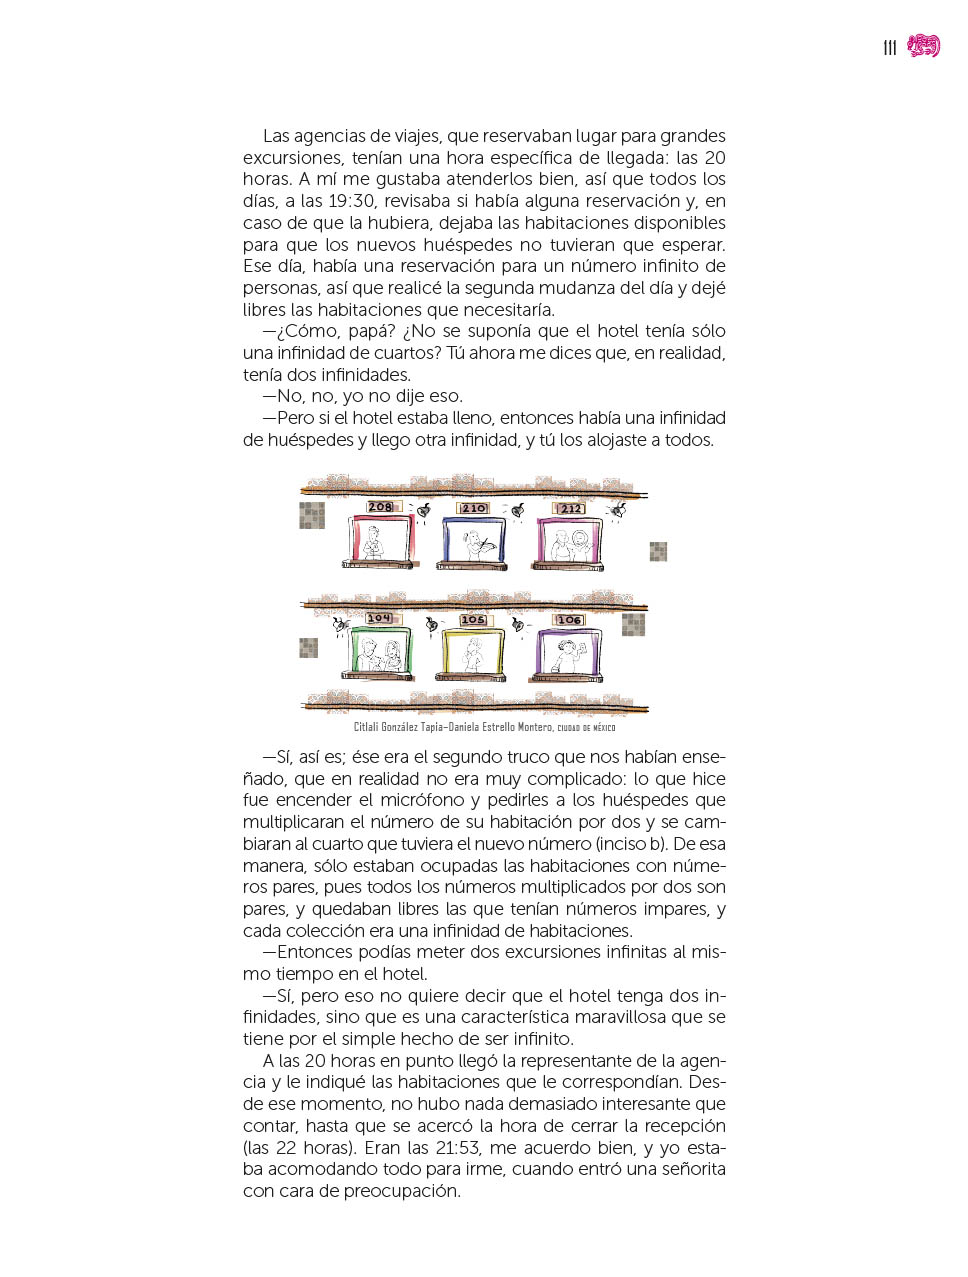 111
Las agencias de viajes, que reservaban lugar para grandes
excursiones, tenían una hora específica de llegada: las 20
horas. A mí me gustaba atenderlos bien, así que todos los
días, a las 19:30, revisaba si había alguna reservación y, en
caso de que la hubiera, dejaba las habitaciones disponibles
para que los nuevos huéspedes no tuvieran que esperar.
Ese día, había una reservación para un número infinito de
personas, así que realicé la segunda mudanza del día y dejé
libres las habitaciones que necesitaría.
—¿Cómo, papá? ¿No se suponía que el hotel tenía sólo
una infinidad de cuartos? Tú ahora me dices que, en realidad,
tenía dos infinidades.
—No, no, yo no dije eso.
—Pero si el hotel estaba lleno, entonces había una infinidad
de huéspedes y llego otra infinidad, y tú los alojaste a todos.
208 210 212
104 105 106
Citlali González Tapia–Daniela Estrello Montero, CIUDAD DE MÉXICO
—Sí, así es; ése era el segundo truco que nos habían ense-
ñado, que en realidad no era muy complicado: lo que hice
fue encender el micrófono y pedirles a los huéspedes que
multiplicaran el número de su habitación por dos y se cam-
biaran al cuarto que tuviera el nuevo número (inciso b). De esa
manera, sólo estaban ocupadas las habitaciones con núme-
ros pares, pues todos los números multiplicados por dos son
pares, y quedaban libres las que tenían números impares, y
cada colección era una infinidad de habitaciones.
—Entonces podías meter dos excursiones infinitas al mis-
mo tiempo en el hotel.
—Sí, pero eso no quiere decir que el hotel tenga dos in-
finidades, sino que es una característica maravillosa que se
tiene por el simple hecho de ser infinito.
A las 20 horas en punto llegó la representante de la agen-
cia y le indiqué las habitaciones que le correspondían. Des-
de ese momento, no hubo nada demasiado interesante que
contar, hasta que se acercó la hora de cerrar la recepción
(las 22 horas). Eran las 21:53, me acuerdo bien, y yo esta-
ba acomodando todo para irme, cuando entró una señorita
con cara de preocupación.